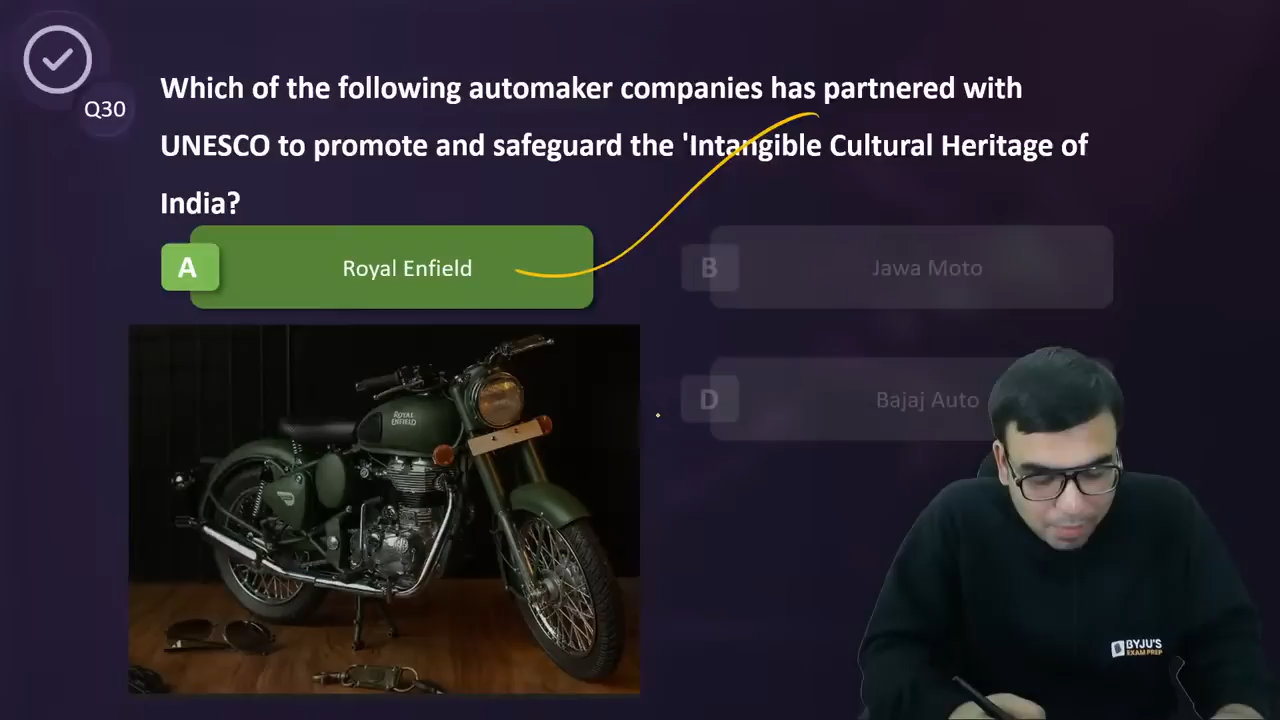 Q30
Which of the following automaker companies has partnered with
UNESCO to promote and safeguard the 'Intangible Cultural Heritage of
India?
A
Royal Enfield
B
Jawa Moto
ROYAL
ENFIELD
D
Bajaj Auto
BYJU'S
EXAM PREP